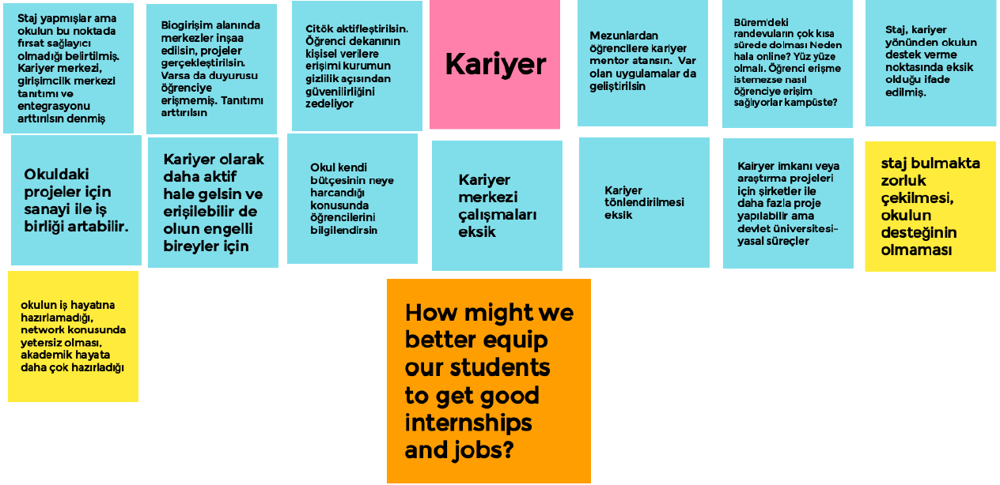 Staj yapmışlar ama
okulun bu noktada
fırsat sağlayıcı
olmadığı belirtilmiş.
Kariyer merkezi,
girişimcilk merkezi
tanıtımı ve
entegrasyonu
arttırılsın denmiş
Biogirişim alanında
merkezler inşaa
edilsin, projeler
gerçekleştirilsin.
Varsa da duyurusu
öğrenciye
erişmemiş. Tanıtımı
arttırılsın
Citök aktifleştirilsin.
Öğrenci dekanının
kişisel verilere
erişimi kurumun
gizlilik açısından
güvenilirliğini
zedeliyor
Kariyer
Mezunlardan
öğrencilere kariyer
mentor atansın. Var
olan uygulamalar da
geliştirilsin
Bürem'deki
randevuların çok kısa
sürede dolması Neden
hala online? Yüz yüze
olmalı. Öğrenci erişme
istemezse nasıl
öğrenciye erişim
sağlıyorlar kampüste?
Staj, kariyer
yönünden okulun
destek verme
noktasında eksik
olduğu ifade
edilmiş.
Okuldaki
projeler için
sanayi ile iş
birliği artabilir.
Kariyer olarak
daha aktif
hale gelsin ve
erişilebilir de
olıun engelli
bireyler için
Okul kendi
bütçesinin neye
harcandığı
konusunda
öğrencilerini
bilgilendirsin
Kariyer
merkezi
çalışmaları
eksik
Kariyer
tönlendirilmesi
eksik
Kairyer imkanı veya
araştırma projeleri
için şirketler ile
daha fazla proje
yapılabilir ama
devlet üniversitesi-
yasal süreçler
staj bulmakta
zorluk
çekilmesi,
okulun
desteğinin
olmaması
okulun iş hayatına
hazırlamadığı,
network konusunda
yetersiz olması,
akademik hayata
daha çok hazırladığı
How might we
better equip
our students
to get good
internships
and jobs?